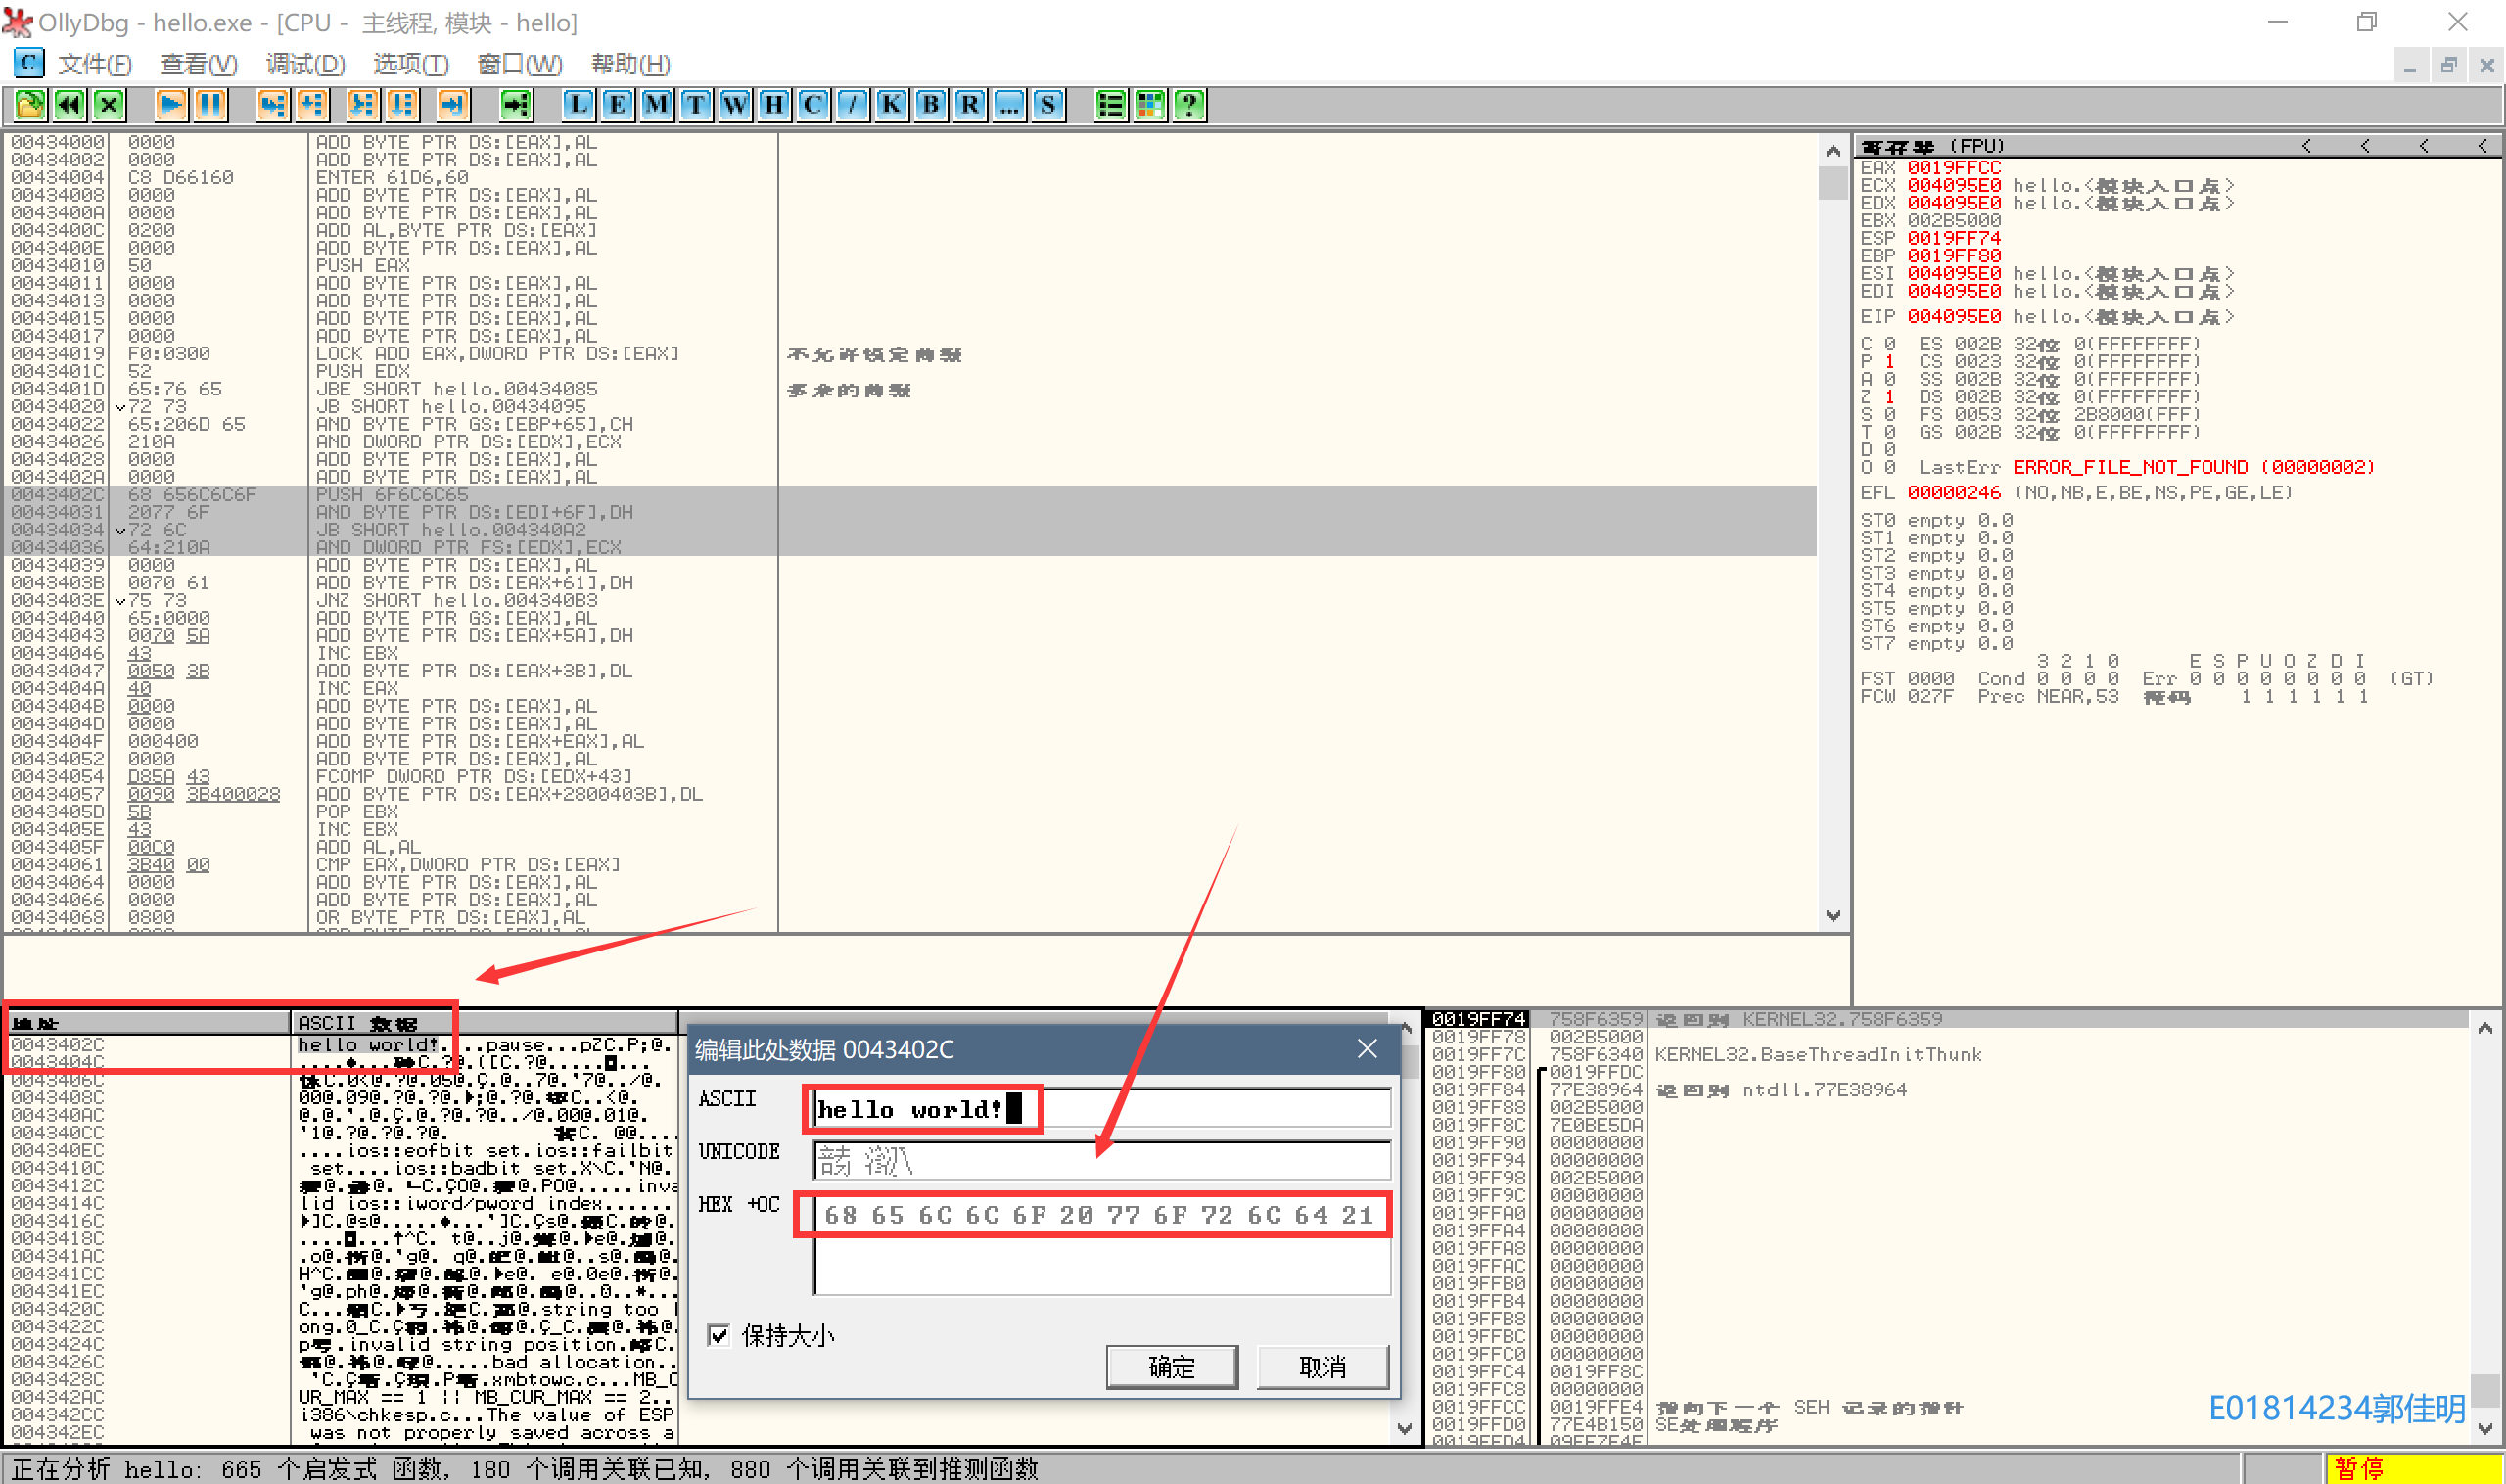 OllyDbg - hello.exe - [CPU - 主线程, 模块 - hello]
文件(F) 查看(V) 调试(D) 选项(T) 窗口(W) 帮助(H)
L E M T W H C / K B R ... S
00434000 0000 ADD BYTE PTR DS:[EAX],AL
00434002 0000 ADD BYTE PTR DS:[EAX],AL
00434004 C8 D66160 ENTER 61D6,60
00434008 0000 ADD BYTE PTR DS:[EAX],AL
0043400A 0000 ADD BYTE PTR DS:[EAX],AL
0043400C 0200 ADD AL,BYTE PTR DS:[EAX]
0043400E 0000 ADD BYTE PTR DS:[EAX],AL
00434010 50 PUSH EAX
00434011 0000 ADD BYTE PTR DS:[EAX],AL
00434013 0000 ADD BYTE PTR DS:[EAX],AL
00434015 0000 ADD BYTE PTR DS:[EAX],AL
00434017 0000 ADD BYTE PTR DS:[EAX],AL
00434019 F0:0300 LOCK ADD EAX,DWORD PTR DS:[EAX] 不允许锁定前缀
0043401C 52 PUSH EDX
0043401D 65:76 65 JBE SHORT hello.00434085 多余的前缀
00434020 72 73 JB SHORT hello.00434095
00434022 65:206D 65 AND BYTE PTR GS:[EBP+65],CH
00434026 210A AND DWORD PTR DS:[EDX],ECX
00434028 0000 ADD BYTE PTR DS:[EAX],AL
0043402A 0000 ADD BYTE PTR DS:[EAX],AL
0043402C 68 656C6C6F PUSH 6F6C6C65
00434031 2077 6F AND BYTE PTR DS:[EDI+6F],DH
00434034 72 6C JB SHORT hello.004340A2
00434036 64:210A AND DWORD PTR FS:[EDX],ECX
00434039 0000 ADD BYTE PTR DS:[EAX],AL
0043403B 0070 61 ADD BYTE PTR DS:[EAX+61],DH
0043403E 75 73 JNZ SHORT hello.004340B3
00434040 65:0000 ADD BYTE PTR GS:[EAX],AL
00434043 0070 5A ADD BYTE PTR DS:[EAX+5A],DH
00434046 43 INC EBX
00434047 0050 3B ADD BYTE PTR DS:[EAX+3B],DL
0043404A 40 INC EAX
0043404B 0000 ADD BYTE PTR DS:[EAX],AL
0043404D 0000 ADD BYTE PTR DS:[EAX],AL
0043404F 000400 ADD BYTE PTR DS:[EAX+EAX],AL
00434052 0000 ADD BYTE PTR DS:[EAX],AL
00434054 D85A 43 FCOMP DWORD PTR DS:[EDX+43]
00434057 0090 3B400028 ADD BYTE PTR DS:[EAX+2800403B],DL
0043405D 5B POP EBX
0043405E 43 INC EBX
0043405F 00C0 ADD AL,AL
00434061 3B40 00 CMP EAX,DWORD PTR DS:[EAX]
00434064 0000 ADD BYTE PTR DS:[EAX],AL
00434066 0000 ADD BYTE PTR DS:[EAX],AL
00434068 0800 OR BYTE PTR DS:[EAX],AL
寄存器 (FPU) < < < <
EAX 0019FFCC
ECX 004095E0 hello.<模块入口点>
EDX 004095E0 hello.<模块入口点>
EBX 002B5000
ESP 0019FF74
EBP 0019FF80
ESI 004095E0 hello.<模块入口点>
EDI 004095E0 hello.<模块入口点>
EIP 004095E0 hello.<模块入口点>
C 0 ES 002B 32位 0(FFFFFFFF)
P 1 CS 0023 32位 0(FFFFFFFF)
A 0 SS 002B 32位 0(FFFFFFFF)
Z 1 DS 002B 32位 0(FFFFFFFF)
S 0 FS 0053 32位 2B8000(FFF)
T 0 GS 002B 32位 0(FFFFFFFF)
D 0
O 0 LastErr ERROR_FILE_NOT_FOUND (00000002)
EFL 00000246 (NO,NB,E,BE,NS,PE,GE,LE)
ST0 empty 0.0
ST1 empty 0.0
ST2 empty 0.0
ST3 empty 0.0
ST4 empty 0.0
ST5 empty 0.0
ST6 empty 0.0
ST7 empty 0.0
3 2 1 0 E S P U O Z D I
FST 0000 Cond 0 0 0 0 Err 0 0 0 0 0 0 0 0 (GT)
FCW 027F Prec NEAR,53 掩码 1 1 1 1 1 1
地址 ASCII 数据
0043402C hello world!....pause...pZC.P;@.
0043404C
0043406C
0043408C
004340AC
004340CC
004340EC ....ios::eofbit set.ios::failbit
0043410C set....ios::badbit set.X\C.'N@.
0043412C
0043414C lid ios::iword/pword index......
0043416C
0043418C
004341AC
004341CC
004341EC
0043420C string too l
0043422C ong.
0043424C invalid string position.
0043426C bad allocation..
0043428C xmbtowc.c...MB_C
004342AC UR_MAX == 1 || MB_CUR_MAX == 2..
004342CC i386\chkesp.c...The value of ESP
004342EC was not properly saved across a
编辑此处数据 0043402C
ASCII hello world!
UNICODE
HEX +0C 68 65 6C 6C 6F 20 77 6F 72 6C 64 21
保持大小
确定 取消
0019FF74 758F6359 返回到 KERNEL32.758F6359
0019FF78 002B5000
0019FF7C 758F6340 KERNEL32.BaseThreadInitThunk
0019FF80 0019FFDC
0019FF84 77E38964 返回到 ntdll.77E38964
0019FF88 002B5000
0019FF8C 7E0BE5DA
0019FF90 00000000
0019FF94 00000000
0019FF98 002B5000
0019FF9C 00000000
0019FFA0 00000000
0019FFA4 00000000
0019FFA8 00000000
0019FFAC 00000000
0019FFB0 00000000
0019FFB4 00000000
0019FFB8 00000000
0019FFBC 00000000
0019FFC0 00000000
0019FFC4 0019FF8C
0019FFC8 00000000
0019FFCC 0019FFE4 指向下一个 SEH 记录的指针
0019FFD0 77E4B150 SE处理程序
E01814234郭佳明
正在分析 hello: 665 个启发式 函数, 180 个调用关联已知, 880 个调用关联到推测函数
暂停